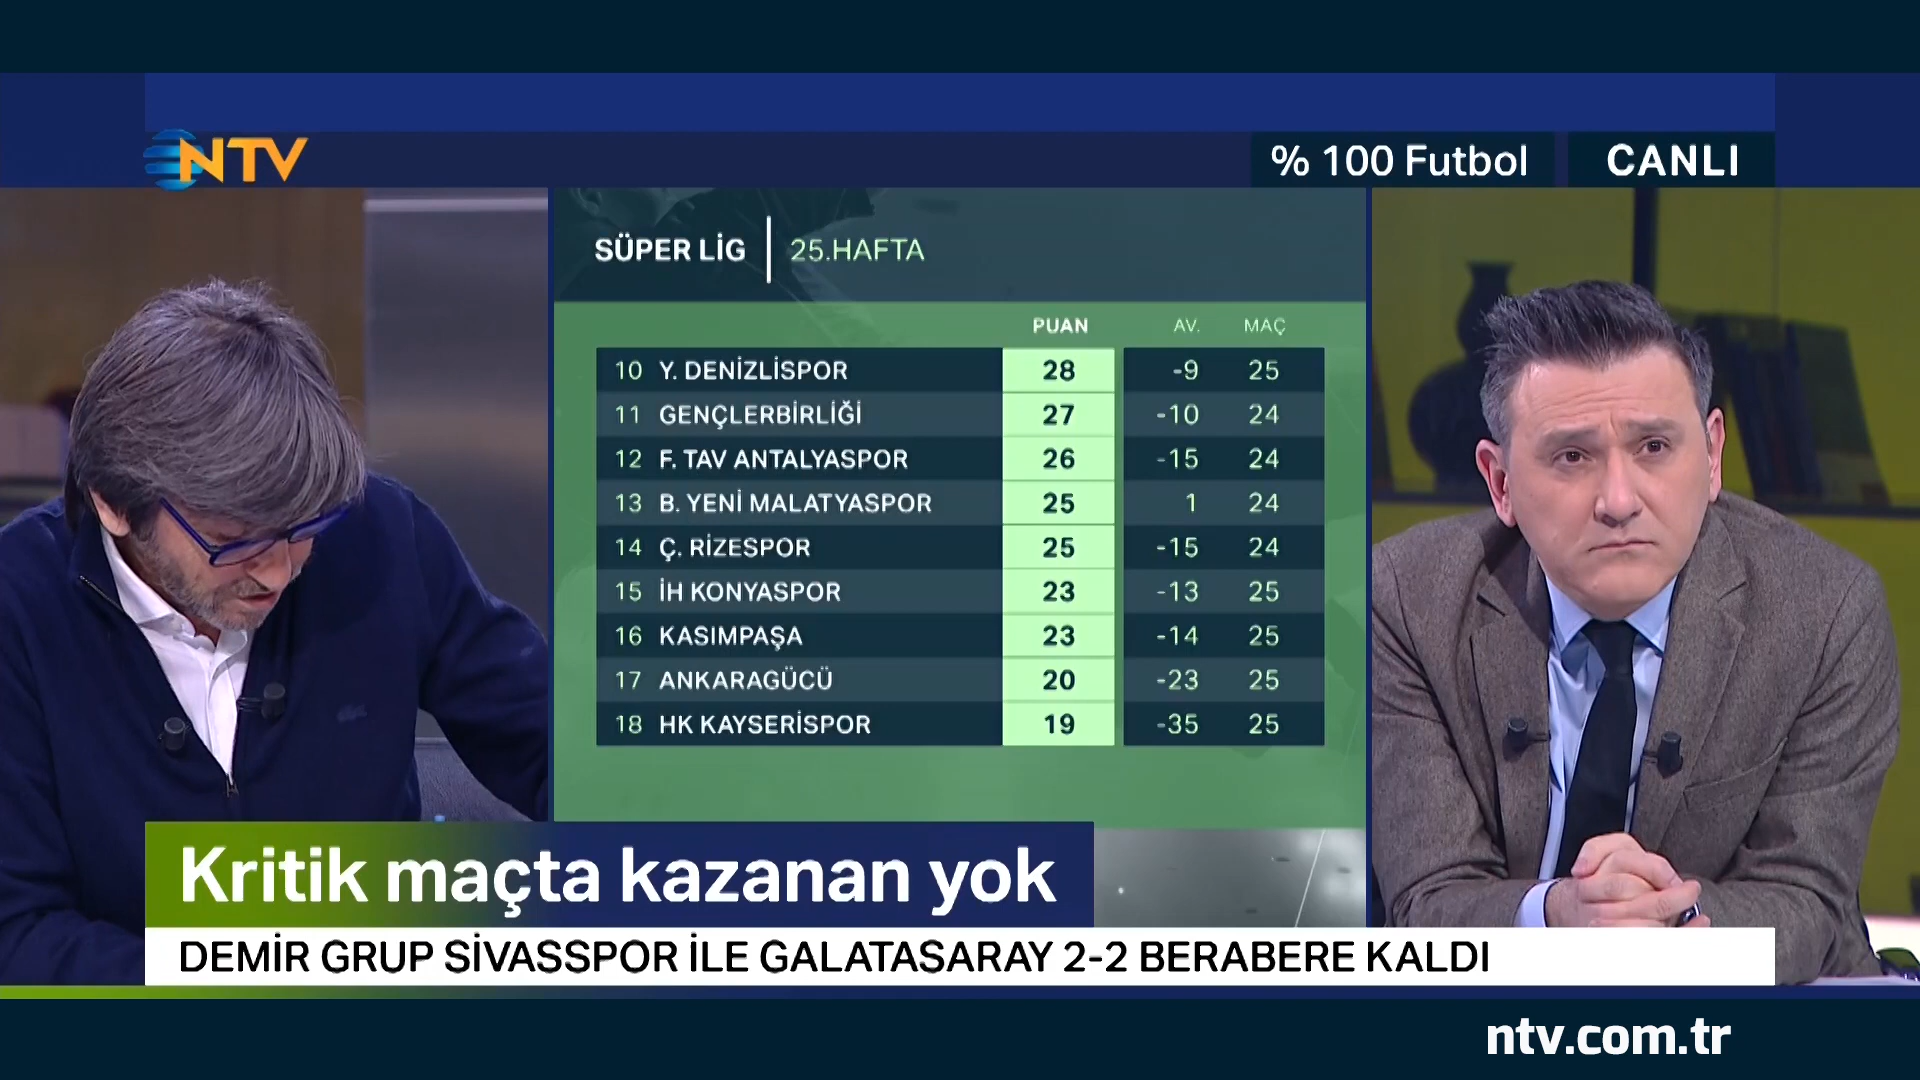 NTV
% 100 Futbol CANLI
SÜPER LİG 25.HAFTA
PUAN AV. MAÇ
10 Y. DENİZLİSPOR 28 -9 25
11 GENÇLERBİRLİĞİ 27 -10 24
12 F. TAV ANTALYASPOR 26 -15 24
13 B. YENİ MALATYASPOR 25 1 24
14 Ç. RİZESPOR 25 -15 24
15 İH KONYASPOR 23 -13 25
16 KASIMPAŞA 23 -14 25
17 ANKARAGÜCÜ 20 -23 25
18 HK KAYSERİSPOR 19 -35 25
Kritik maçta kazanan yok
DEMİR GRUP SİVASSPOR İLE GALATASARAY 2-2 BERABERE KALDI
ntv.com.tr